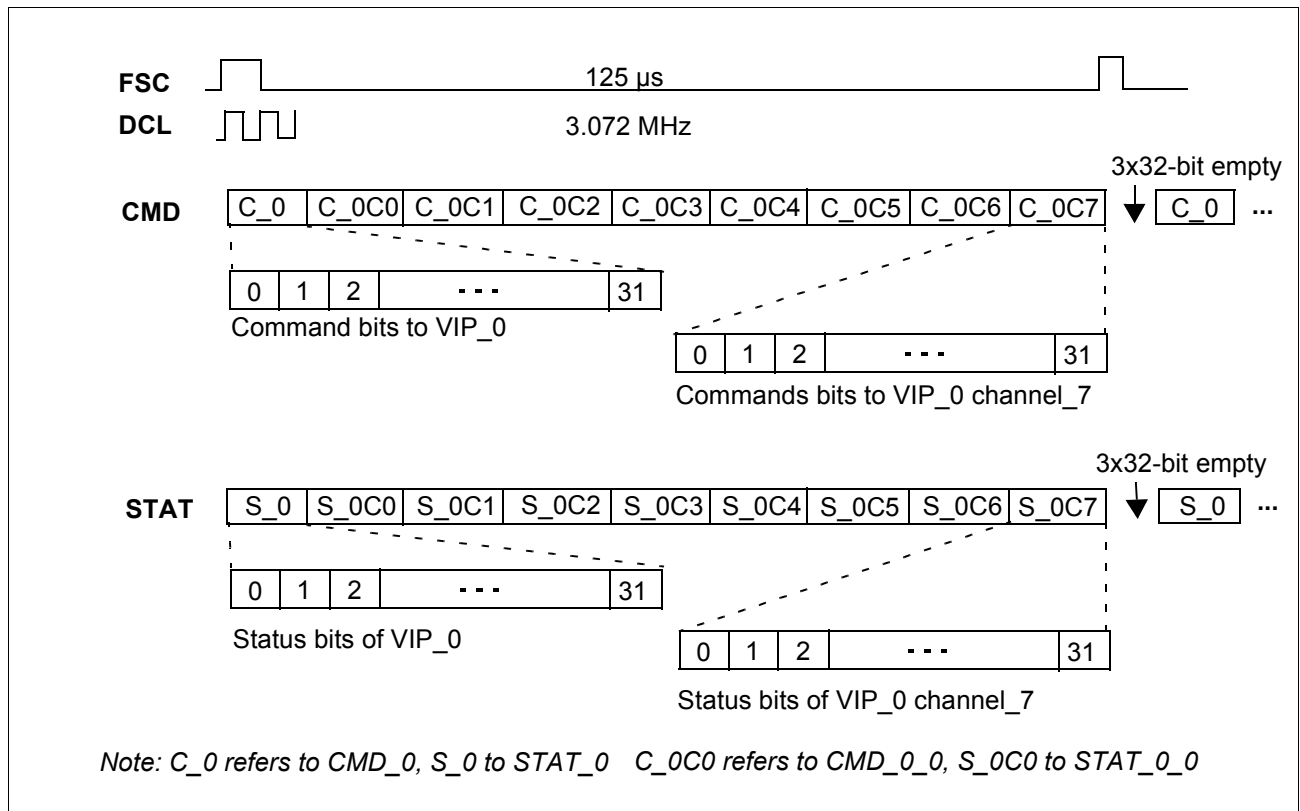 FSC 125 µs
DCL 3.072 MHz
3x32-bit empty
CMD C_0 C_0C0 C_0C1 C_0C2 C_0C3 C_0C4 C_0C5 C_0C6 C_0C7 C_0 ...
0 1 2 - - - 31
Command bits to VIP_0
0 1 2 - - - 31
Commands bits to VIP_0 channel_7
3x32-bit empty
STAT S_0 S_0C0 S_0C1 S_0C2 S_0C3 S_0C4 S_0C5 S_0C6 S_0C7 S_0 ...
0 1 2 - - - 31
Status bits of VIP_0
0 1 2 - - - 31
Status bits of VIP_0 channel_7
Note: C_0 refers to CMD_0, S_0 to STAT_0 C_0C0 refers to CMD_0_0, S_0C0 to STAT_0_0